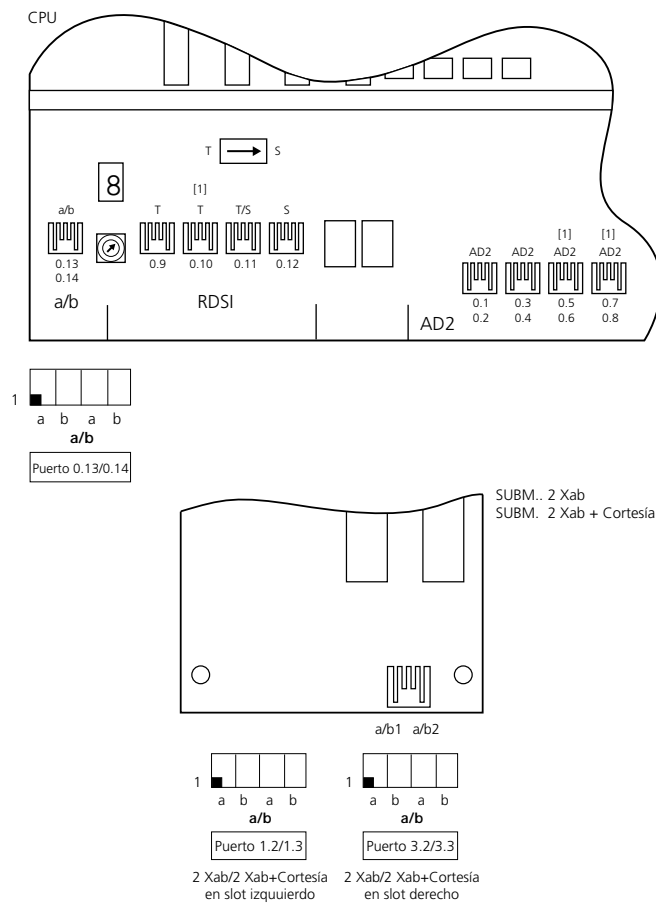 CPU
T S
8
[1]
a/b T T T/S S
[1] [1]
AD2 AD2 AD2 AD2
0.13 0.9 0.10 0.11 0.12
0.14
0.1 0.3 0.5 0.7
0.2 0.4 0.6 0.8
a/b RDSI AD2
1
a b a b
a/b
Puerto 0.13/0.14
SUBM.. 2 Xab
SUBM. 2 Xab + Cortesía
a/b1 a/b2
1 1
a b a b a b a b
a/b a/b
Puerto 1.2/1.3 Puerto 3.2/3.3
2 Xab/2 Xab+Cortesía 2 Xab/2 Xab+Cortesía
en slot izquuierdo en slot derecho